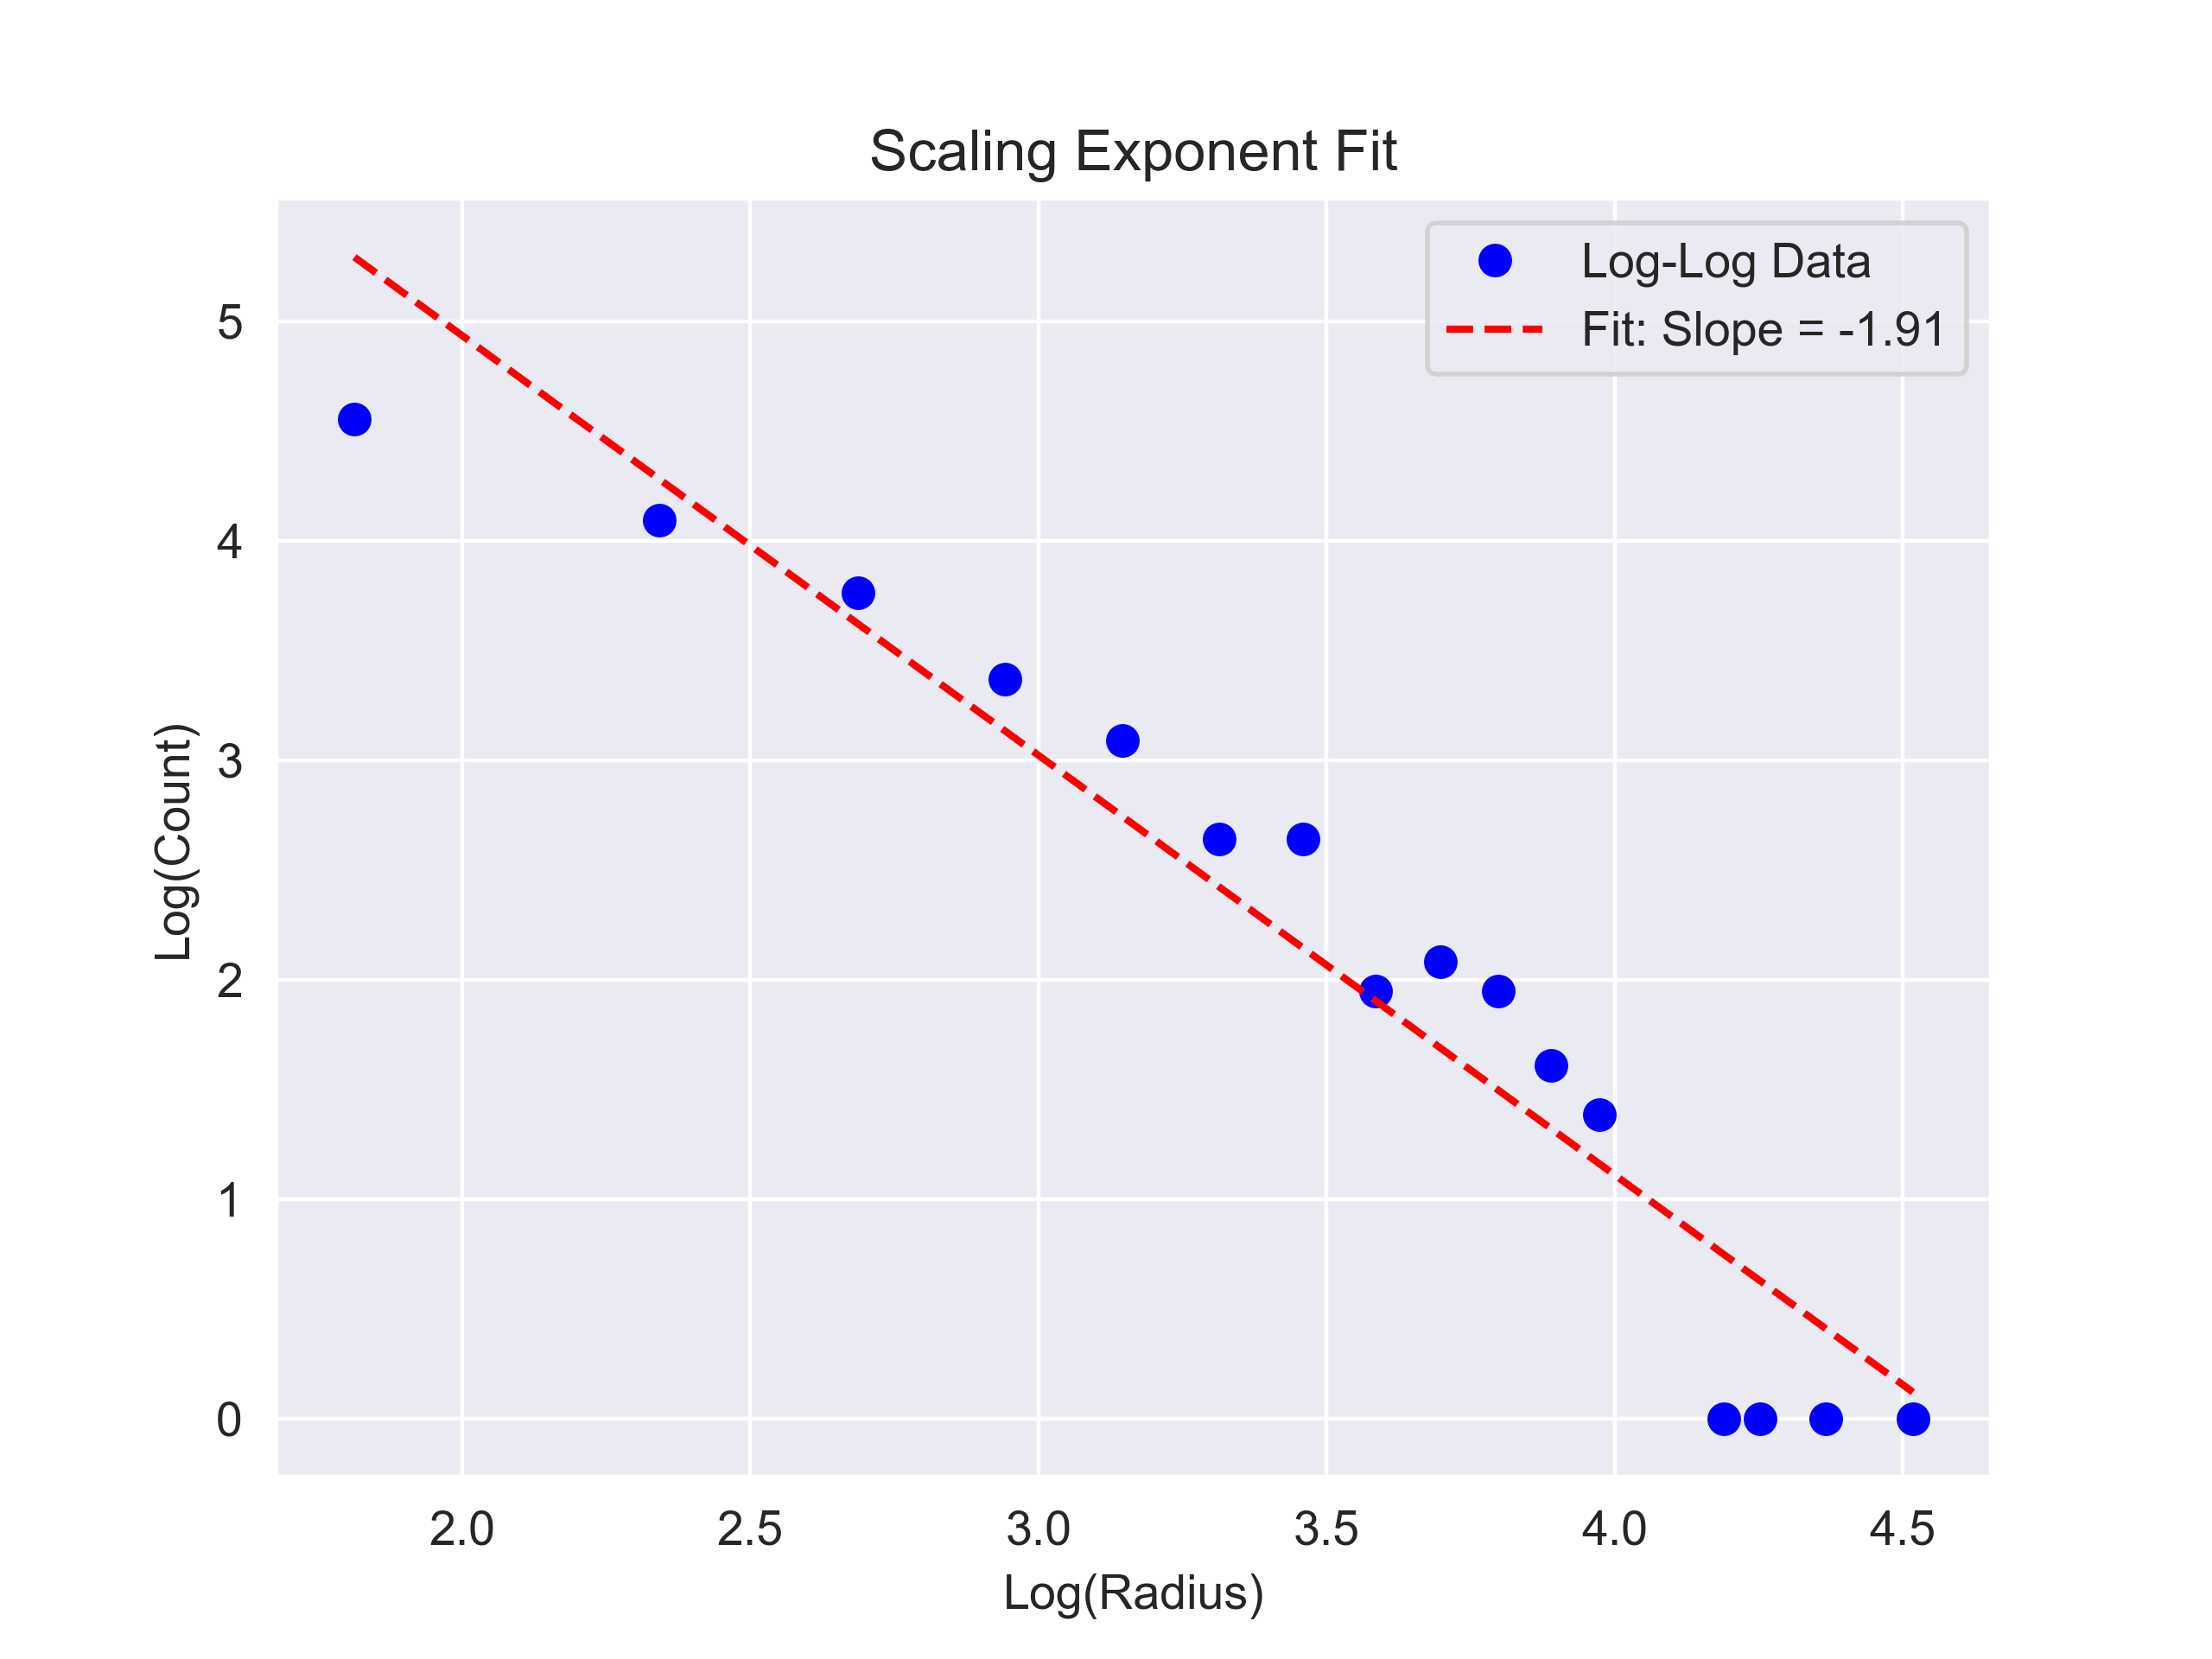 Scaling Exponent Fit
Log-Log Data
Fit: Slope = -1.91
Log(Count)
5
4
3
2
1
0
2.0 2.5 3.0 3.5 4.0 4.5
Log(Radius)